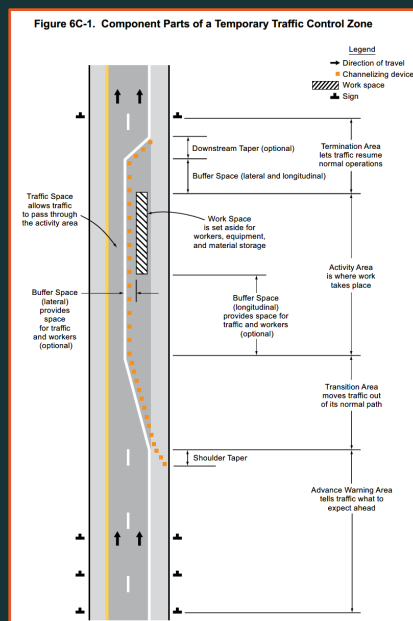 Figure 6C-1. Component Parts of a Temporary Traffic Control Zone
Legend
Direction of travel
Channelizing device
Work space
Sign
Downstream Taper (optional)
Buffer Space (lateral and longitudinal)
Termination Area
lets traffic resume
normal operations
Traffic Space
allows traffic
to pass through
the activity area
Work Space
is set aside for
workers, equipment,
and material storage
Activity Area
is where work
takes place
Buffer Space
(lateral)
provides
space
for traffic
and workers
(optional)
Buffer Space
(longitudinal)
provides space for
traffic and workers
(optional)
Transition Area
moves traffic out
of its normal path
Shoulder Taper
Advance Warning Area
tells traffic what to
expect ahead